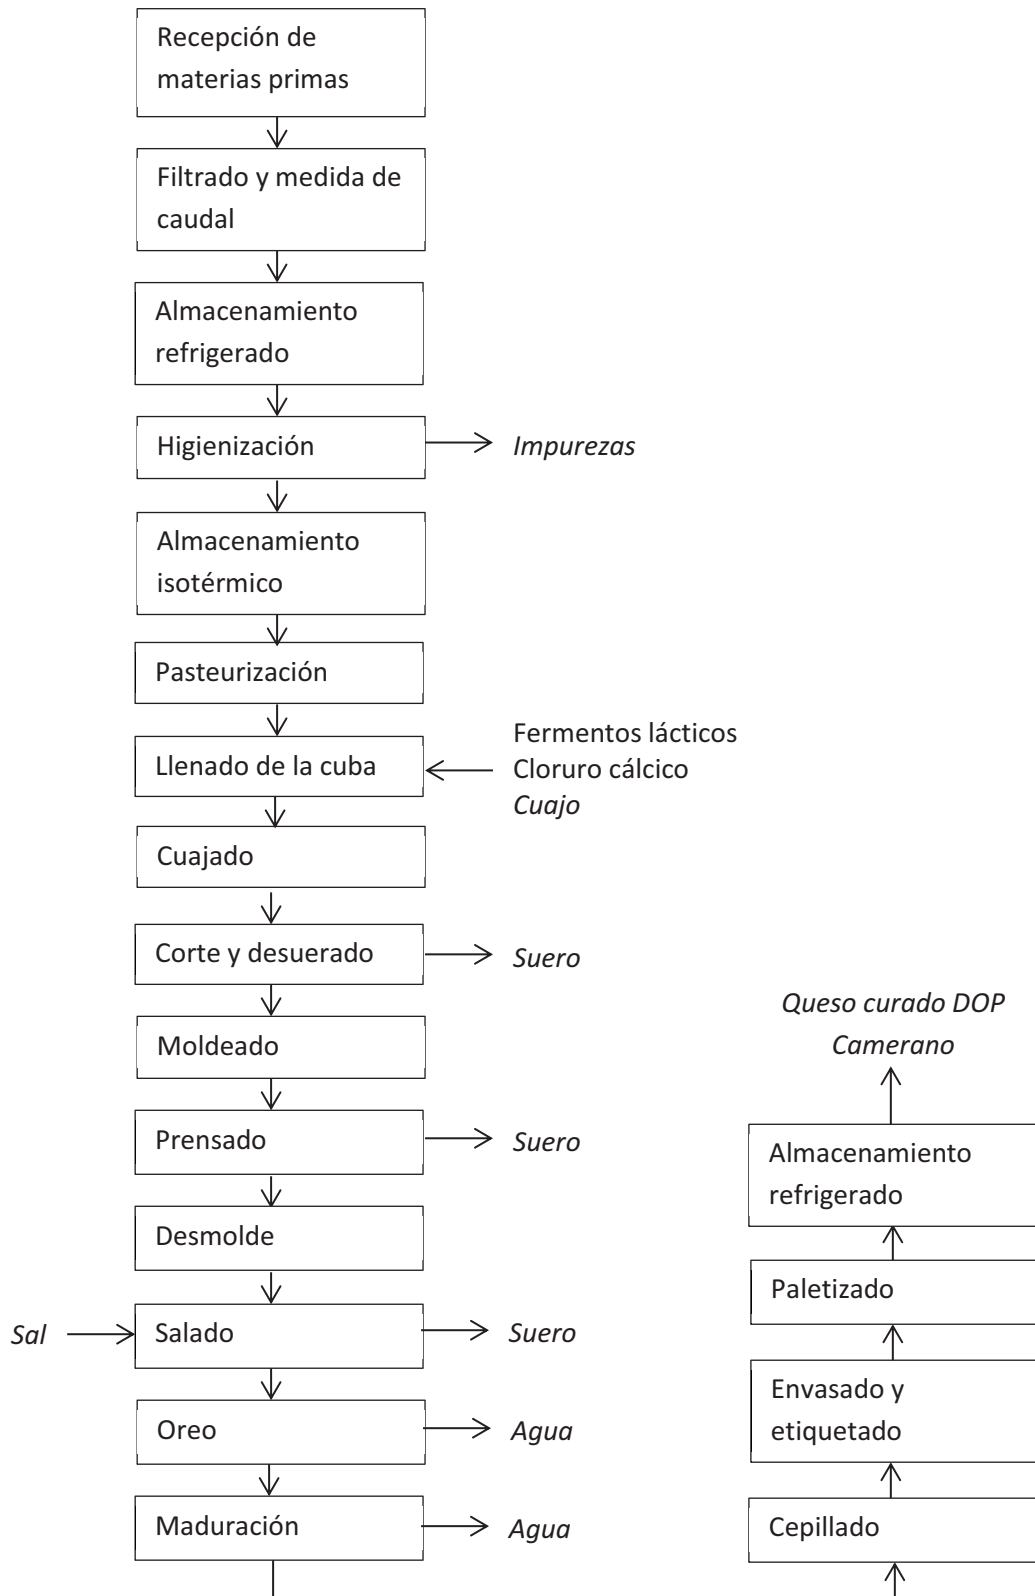 Recepción de
materias primas
Filtrado y medida de
caudal
Almacenamiento
refrigerado
Higienización
Impurezas
Almacenamiento
isotérmico
Pasteurización
Llenado de la cuba
Fermentos lácticos
Cloruro cálcico
Cuajo
Cuajado
Corte y desuerado
Suero
Moldeado
Prensado
Suero
Desmolde
Sal
Salado
Suero
Oreo
Agua
Maduración
Agua
Queso curado DOP
Camerano
Almacenamiento
refrigerado
Paletizado
Envasado y
etiquetado
Cepillado